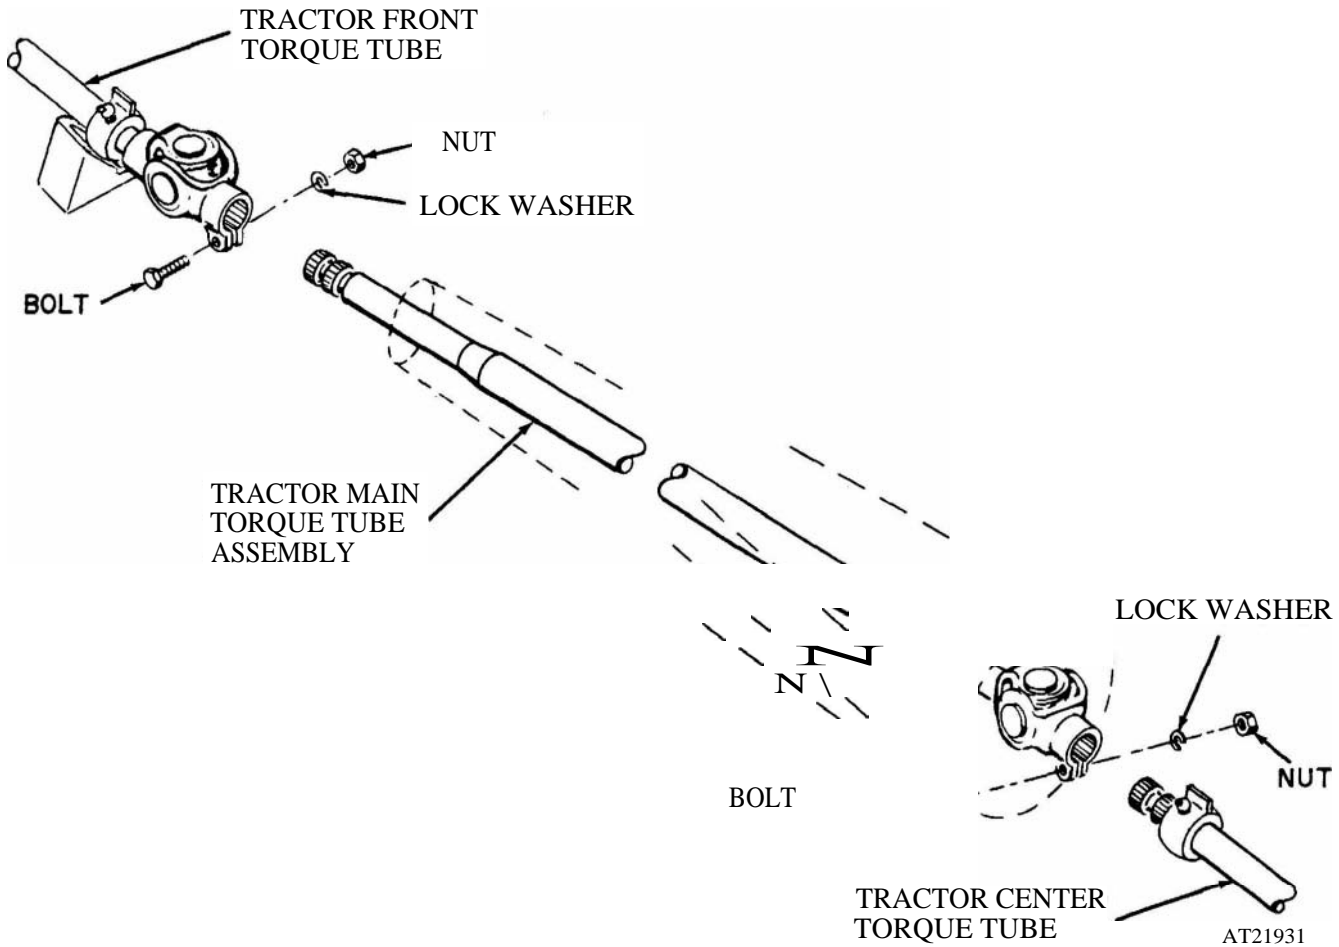 TRACTOR FRONT
TORQUE TUBE
NUT
LOCK WASHER
BOLT
TRACTOR MAIN
TORQUE TUBE
ASSEMBLY
LOCK WASHER
Z
Z
NUT
BOLT
TRACTOR CENTER
TORQUE TUBE
AT21931